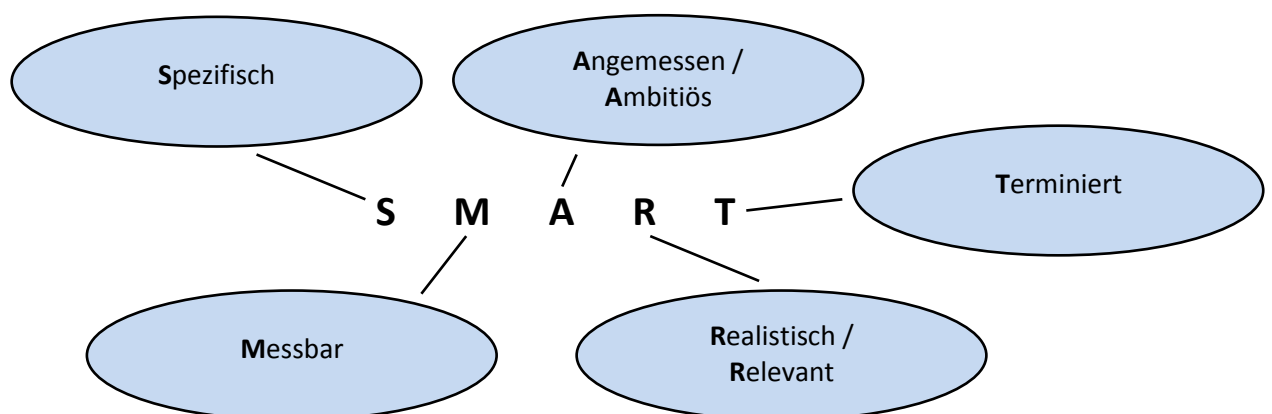 Spezifisch
Angemessen /
Ambitiös
Terminiert
S M A R T
Messbar
Realistisch /
Relevant